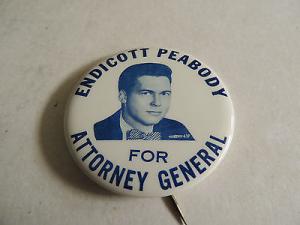 ENDICOTT PEABODY
FOR
ATTORNEY GENERAL